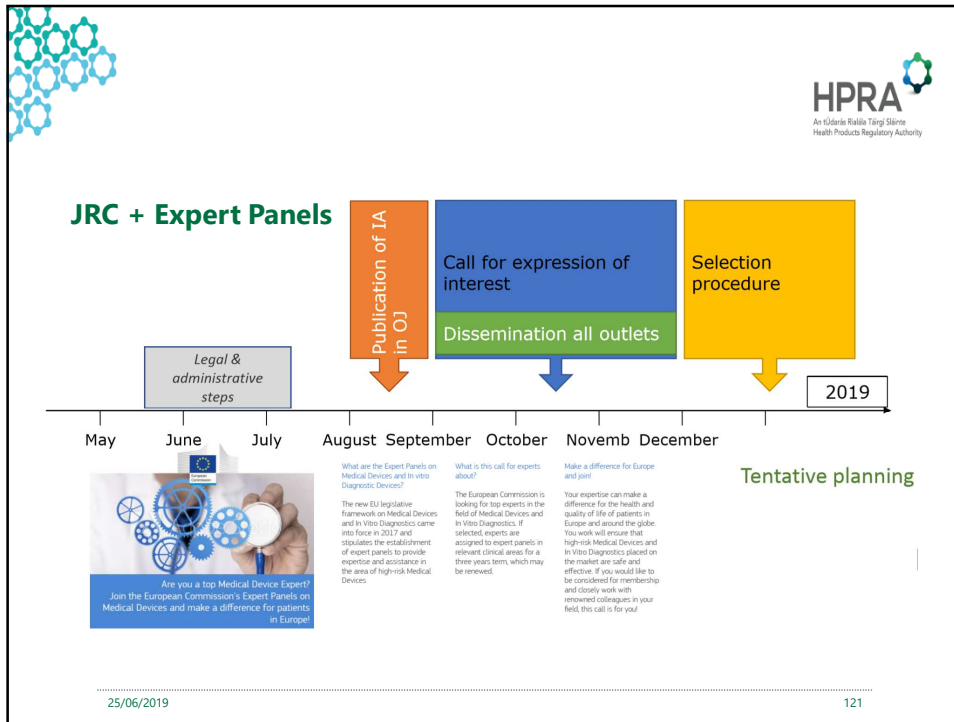 HPRA
An tÚdarás Rialála Táirgí Sláinte
Health Products Regulatory Authority
JRC + Expert Panels
Publication of IA
in OJ
Call for expression of
interest
Dissemination all outlets
Selection
procedure
Legal &
administrative
steps
2019
May June July August September October Novemb December
European
Commission
Are you a top Medical Device Expert?
Join the European Commission's Expert Panels on
Medical Devices and make a difference for patients
in Europe!
What are the Expert Panels on
Medical Devices and In vitro
Diagnostic Devices?
The new EU legislative
framework on Medical Devices
and In Vitro Diagnostics came
into force in 2017 and
stipulates the establishment
of expert panels to provide
expertise and assistance in
the area of high-risk Medical
Devices
What is this call for experts
about?
The European Commission is
looking for top experts in the
field of Medical Devices and
In Vitro Diagnostics. If
selected, experts are
assigned to expert panels in
relevant clinical areas for a
three years term, which may
be renewed.
Make a difference for Europe
and join!
Your expertise can make a
difference for the health and
quality of life of patients in
Europe and around the globe.
You work will ensure that
high-risk Medical Devices and
In Vitro Diagnostics placed on
the market are safe and
effective. If you would like to
be considered for membership
and closely work with
renowned colleagues in your
field, this call is for you!
Tentative planning
25/06/2019
121